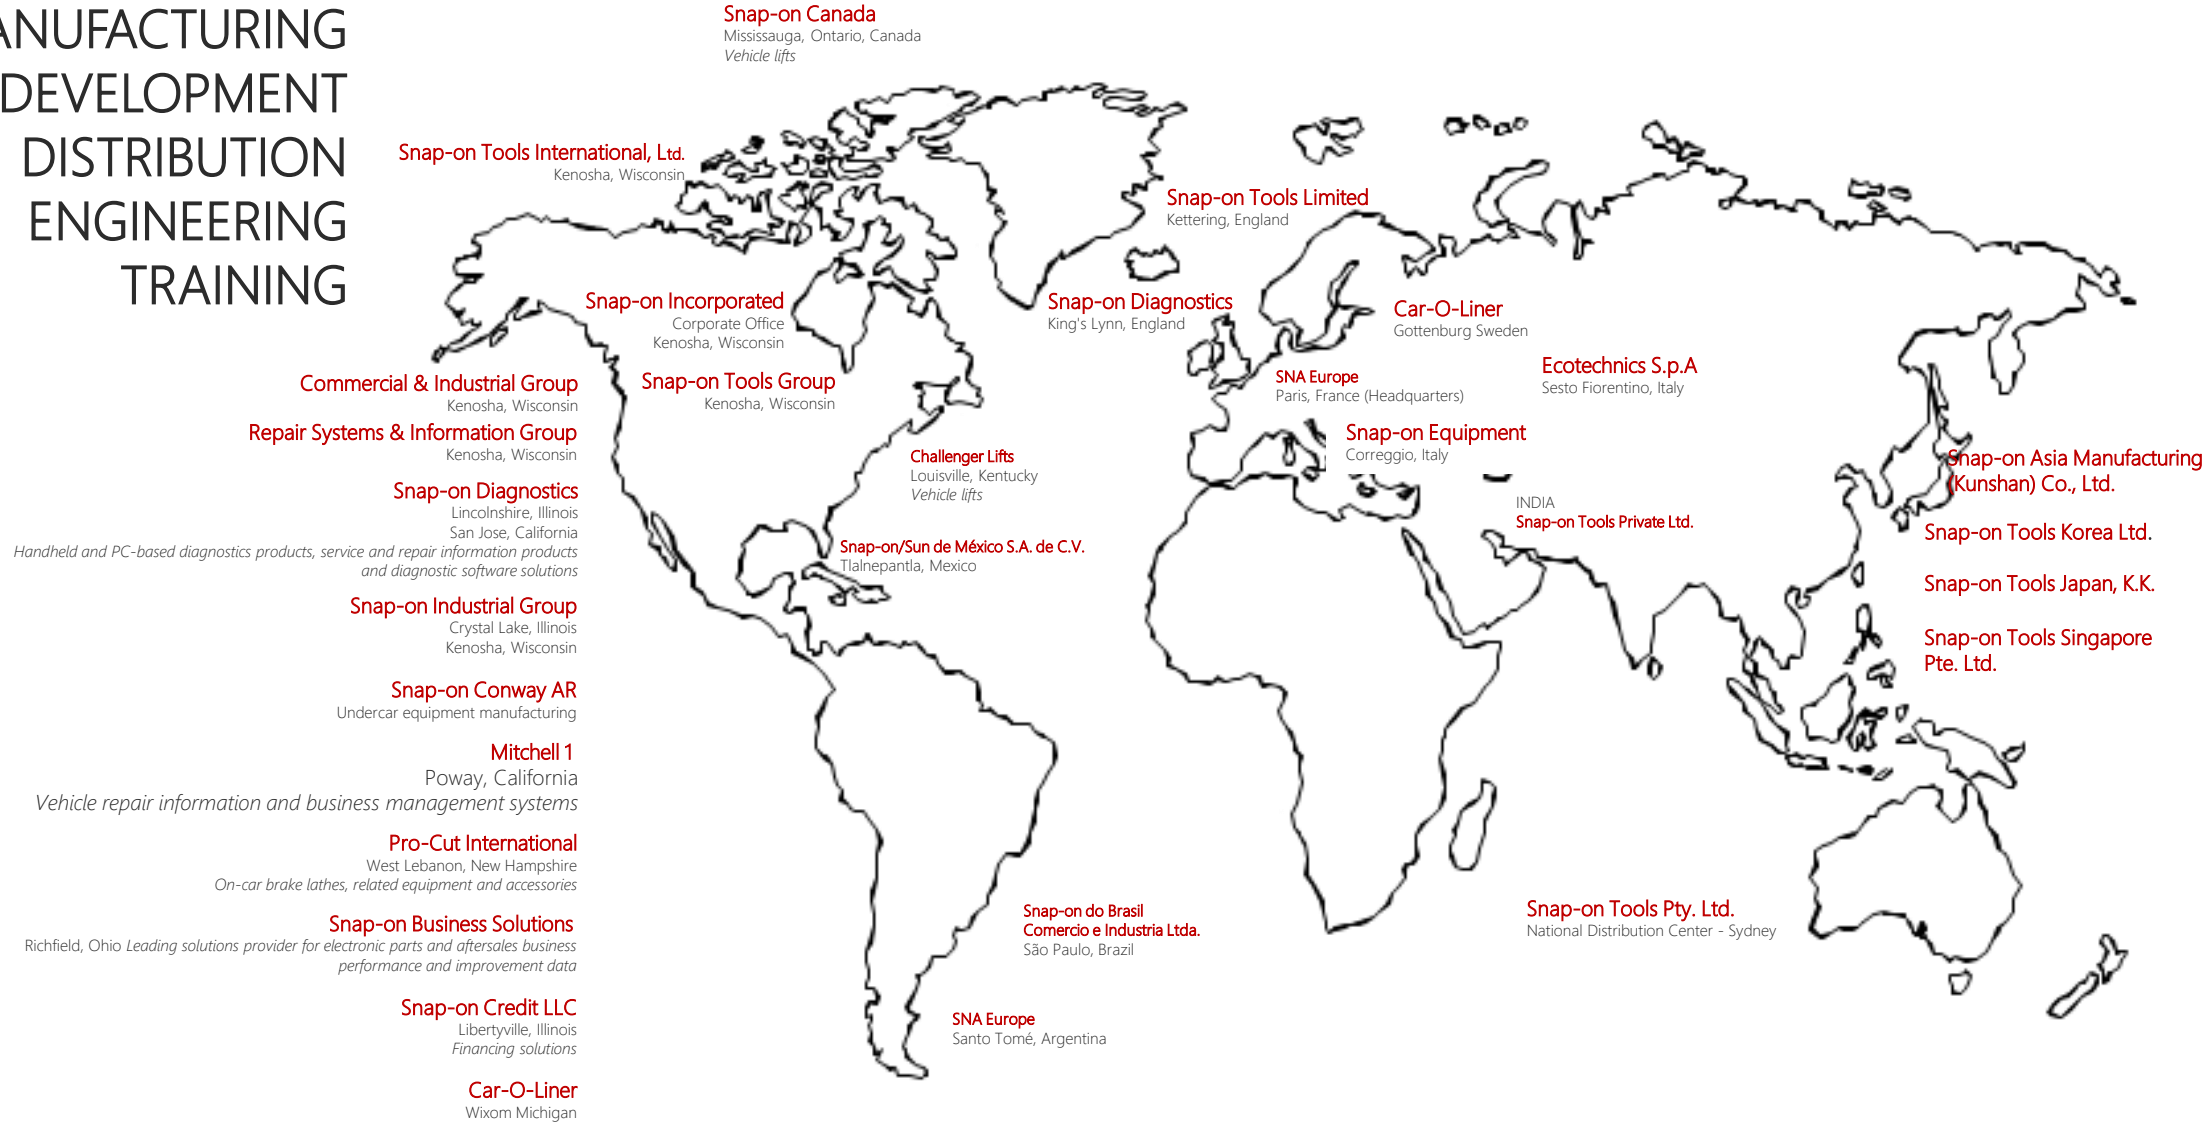 ANUFACTURING
DEVELOPMENT
DISTRIBUTION
ENGINEERING
TRAINING
Snap-on Canada
Mississauga, Ontario, Canada
Vehicle lifts
Snap-on Tools International, Ltd.
Kenosha, Wisconsin
Snap-on Incorporated
Corporate Office
Kenosha, Wisconsin
Snap-on Tools Group
Kenosha, Wisconsin
Commercial & Industrial Group
Kenosha, Wisconsin
Repair Systems & Information Group
Kenosha, Wisconsin
Snap-on Diagnostics
Lincolnshire, Illinois
San Jose, California
Handheld and PC-based diagnostics products, service and repair information products
and diagnostic software solutions
Snap-on Industrial Group
Crystal Lake, Illinois
Kenosha, Wisconsin
Snap-on Conway AR
Undercar equipment manufacturing
Mitchell 1
Poway, California
Vehicle repair information and business management systems
Pro-Cut International
West Lebanon, New Hampshire
On-car brake lathes, related equipment and accessories
Snap-on Business Solutions
Richfield, Ohio Leading solutions provider for electronic parts and aftersales business
performance and improvement data
Snap-on Credit LLC
Libertyville, Illinois
Financing solutions
Car-O-Liner
Wixom Michigan
Challenger Lifts
Louisville, Kentucky
Vehicle lifts
Snap-on/Sun de México S.A. de C.V.
Tlalnepantla, Mexico
Snap-on do Brasil
Comercio e Industria Ltda.
São Paulo, Brazil
SNA Europe
Santo Tomé, Argentina
Snap-on Tools Limited
Kettering, England
Snap-on Diagnostics
King's Lynn, England
Car-O-Liner
Gottenburg Sweden
SNA Europe
Paris, France (Headquarters)
Ecotechnics S.p.A
Sesto Fiorentino, Italy
Snap-on Equipment
Correggio, Italy
INDIA
Snap-on Tools Private Ltd.
Snap-on Asia Manufacturing
(Kunshan) Co., Ltd.
Snap-on Tools Korea Ltd.
Snap-on Tools Japan, K.K.
Snap-on Tools Singapore
Pte. Ltd.
Snap-on Tools Pty. Ltd.
National Distribution Center - Sydney